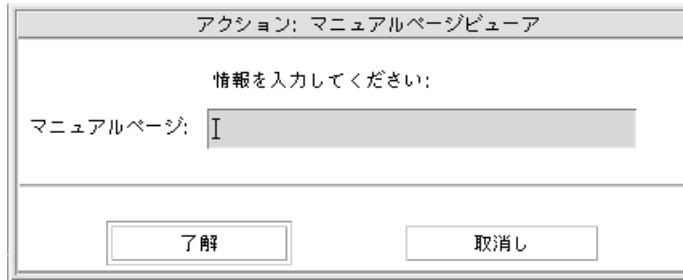 アクション: マニュアルページビューア
情報を入力してください:
マニュアルページ:
了解
取消し